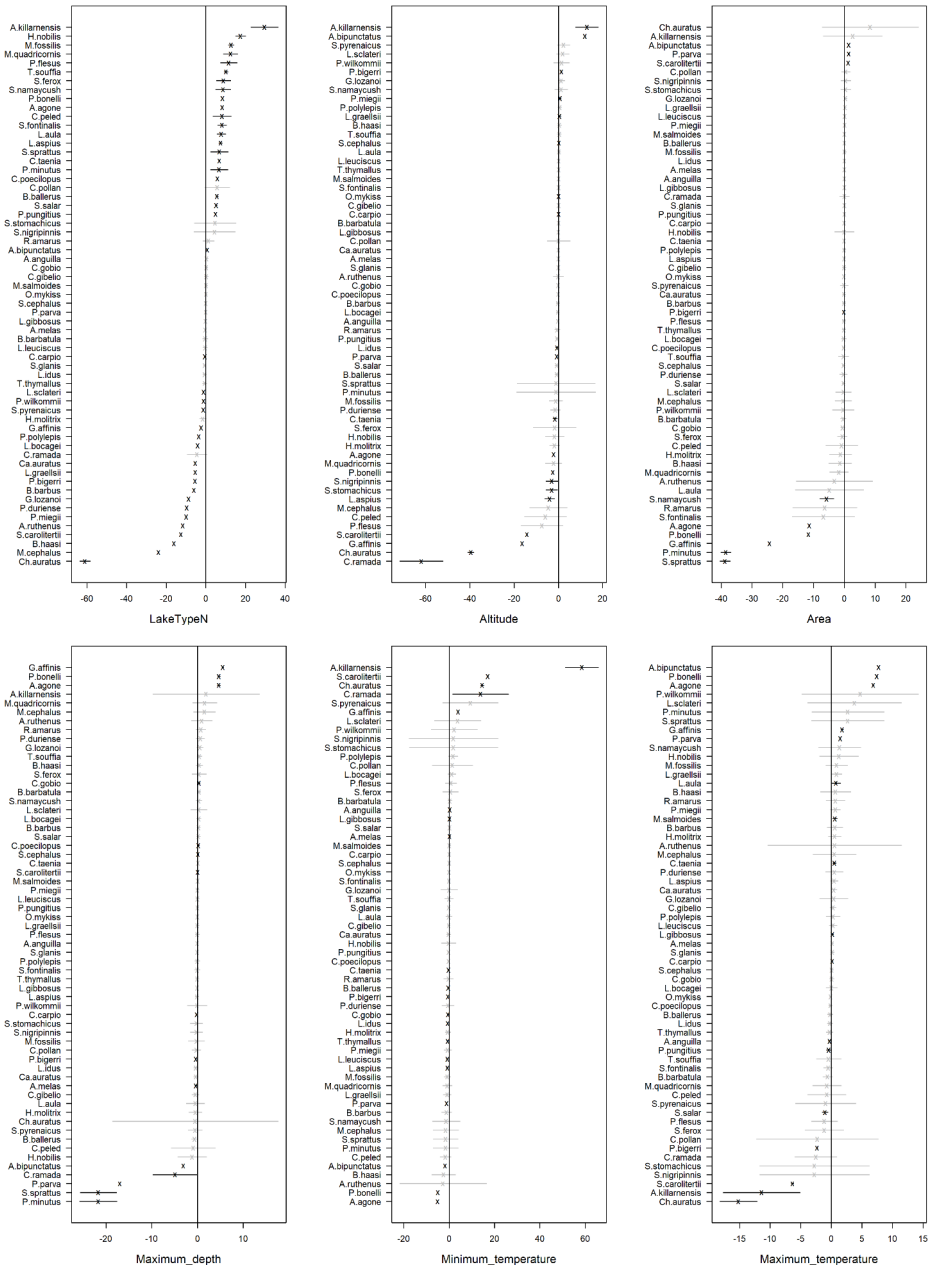 A.killarnensis
H.nobilis
M.fossilis
M.quadricornis
P.flesus
T.souffia
S.ferox
S.namaycush
P.bonelli
A.agone
C.peled
S.fontinalis
L.aula
L.aspius
S.sprattus
C.taenia
P.minutus
C.poecilopus
C.pollan
B.ballerus
S.salar
P.pungitius
S.stomachicus
S.nigripinnis
R.amarus
A.bipunctatus
A.anguilla
C.gobio
C.gibelio
M.salmoides
O.mykiss
S.cephalus
P.parva
L.gibbosus
A.melas
B.barbatula
L.leuciscus
C.carpio
S.glanis
L.idus
T.thymallus
L.sclateri
P.wilkommii
S.pyrenaicus
H.molitrix
G.affinis
P.polylepis
L.bocagei
C.ramada
Ca.auratus
L.graellsii
P.bigerri
B.barbus
G.lozanoi
P.duriense
P.miegii
A.ruthenus
S.carolitertii
B.haasi
M.cephalus
Ch.auratus
-60 -40 -20 0 20 40
LakeTypeN
A.killarnensis
A.bipunctatus
S.pyrenaicus
L.sclateri
P.wilkommii
P.bigerri
G.lozanoi
S.namaycush
P.miegii
P.polylepis
L.graellsii
B.haasi
T.souffia
S.cephalus
L.aula
L.leuciscus
T.thymallus
M.salmoides
S.fontinalis
O.mykiss
C.gibelio
C.carpio
B.barbatula
L.gibbosus
C.pollan
Ca.auratus
A.melas
S.glanis
A.ruthenus
C.gobio
C.poecilopus
B.barbus
L.bocagei
A.anguilla
R.amarus
P.pungitius
L.idus
P.parva
S.salar
B.ballerus
S.sprattus
P.minutus
M.fossilis
P.duriense
C.taenia
S.ferox
H.nobilis
H.molitrix
A.agone
M.quadricornis
P.bonelli
S.nigripinnis
S.stomachicus
L.aspius
M.cephalus
C.peled
P.flesus
S.carolitertii
G.affinis
Ch.auratus
C.ramada
-60 -40 -20 0 20
Altitude
Ch.auratus
A.killarnensis
A.bipunctatus
P.parva
S.carolitertii
C.pollan
S.nigripinnis
S.stomachicus
G.lozanoi
L.graellsii
L.leuciscus
P.miegii
M.salmoides
B.ballerus
M.fossilis
L.idus
A.melas
A.anguilla
L.gibbosus
C.ramada
S.glanis
P.pungitius
C.carpio
H.nobilis
C.taenia
P.polylepis
L.aspius
C.gibelio
O.mykiss
S.pyrenaicus
Ca.auratus
B.barbus
P.bigerri
P.flesus
T.thymallus
L.bocagei
C.poecilopus
T.souffia
S.cephalus
P.duriense
S.salar
L.sclateri
M.cephalus
P.wilkommii
B.barbatula
C.gobio
S.ferox
C.peled
H.molitrix
B.haasi
M.quadricornis
A.ruthenus
L.aula
S.namaycush
R.amarus
S.fontinalis
A.agone
P.bonelli
G.affinis
P.minutus
S.sprattus
-40 -30 -20 -10 0 10 20
Area
G.affinis
P.bonelli
A.agone
A.killarnensis
M.quadricornis
M.cephalus
A.ruthenus
R.amarus
P.duriense
G.lozanoi
T.souffia
B.haasi
S.ferox
C.gobio
B.barbatula
S.namaycush
L.sclateri
L.bocagei
B.barbus
S.salar
C.poecilopus
S.cephalus
C.taenia
S.carolitertii
M.salmoides
P.miegii
L.leuciscus
P.pungitius
O.mykiss
L.graellsii
P.flesus
A.anguilla
S.glanis
P.polylepis
S.fontinalis
T.thymallus
L.gibbosus
L.aspius
P.wilkommii
C.carpio
S.stomachicus
S.nigripinnis
M.fossilis
C.pollan
P.bigerri
L.idus
Ca.auratus
A.melas
C.gibelio
L.aula
H.molitrix
Ch.auratus
S.pyrenaicus
B.ballerus
C.peled
H.nobilis
A.bipunctatus
C.ramada
P.parva
S.sprattus
P.minutus
-20 -10 0 10
Maximum_depth
A.killarnensis
S.carolitertii
Ch.auratus
C.ramada
S.pyrenaicus
G.affinis
L.sclateri
P.wilkommii
S.nigripinnis
S.stomachicus
P.polylepis
C.pollan
L.bocagei
P.flesus
S.ferox
B.barbatula
A.anguilla
L.gibbosus
S.salar
A.melas
M.salmoides
C.carpio
S.cephalus
O.mykiss
S.fontinalis
G.lozanoi
T.souffia
S.glanis
L.aula
C.gibelio
Ca.auratus
H.nobilis
P.pungitius
C.poecilopus
C.taenia
R.amarus
B.ballerus
P.bigerri
P.duriense
C.gobio
L.idus
H.molitrix
T.thymallus
P.miegii
L.leuciscus
L.aspius
M.fossilis
M.quadricornis
L.graellsii
P.parva
B.barbus
S.namaycush
M.cephalus
S.sprattus
P.minutus
C.peled
A.bipunctatus
B.haasi
A.ruthenus
P.bonelli
A.agone
-20 0 20 40 60
Minimum_temperature
A.bipunctatus
P.bonelli
A.agone
P.wilkommii
L.sclateri
P.minutus
S.sprattus
G.affinis
P.parva
S.namaycush
H.nobilis
M.fossilis
L.graellsii
L.aula
B.haasi
R.amarus
P.miegii
M.salmoides
B.barbus
H.molitrix
A.ruthenus
M.cephalus
C.taenia
P.duriense
L.aspius
Ca.auratus
G.lozanoi
C.gibelio
P.polylepis
L.leuciscus
L.gibbosus
A.melas
C.carpio
S.cephalus
C.gobio
L.bocagei
O.mykiss
C.poecilopus
B.ballerus
L.idus
T.thymallus
A.anguilla
P.pungitius
T.souffia
S.fontinalis
B.barbatula
M.quadricornis
C.peled
S.pyrenaicus
S.salar
P.flesus
S.ferox
C.pollan
P.bigerri
C.ramada
S.stomachicus
S.nigripinnis
S.carolitertii
A.killarnensis
Ch.auratus
-15 -10 -5 0 5 10
Maximum_temperature